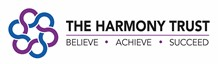 THE HARMONY TRUST
BELIEVE • ACHIEVE • SUCCEED